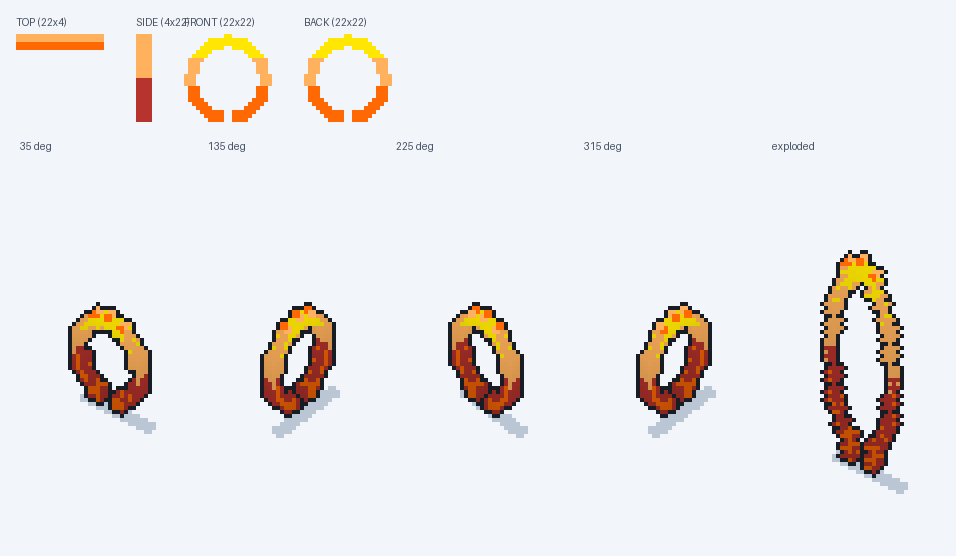 TOP (22x4)
SIDE (4x22)
FRONT (22x22)
BACK (22x22)
35 deg
135 deg
225 deg
315 deg
exploded